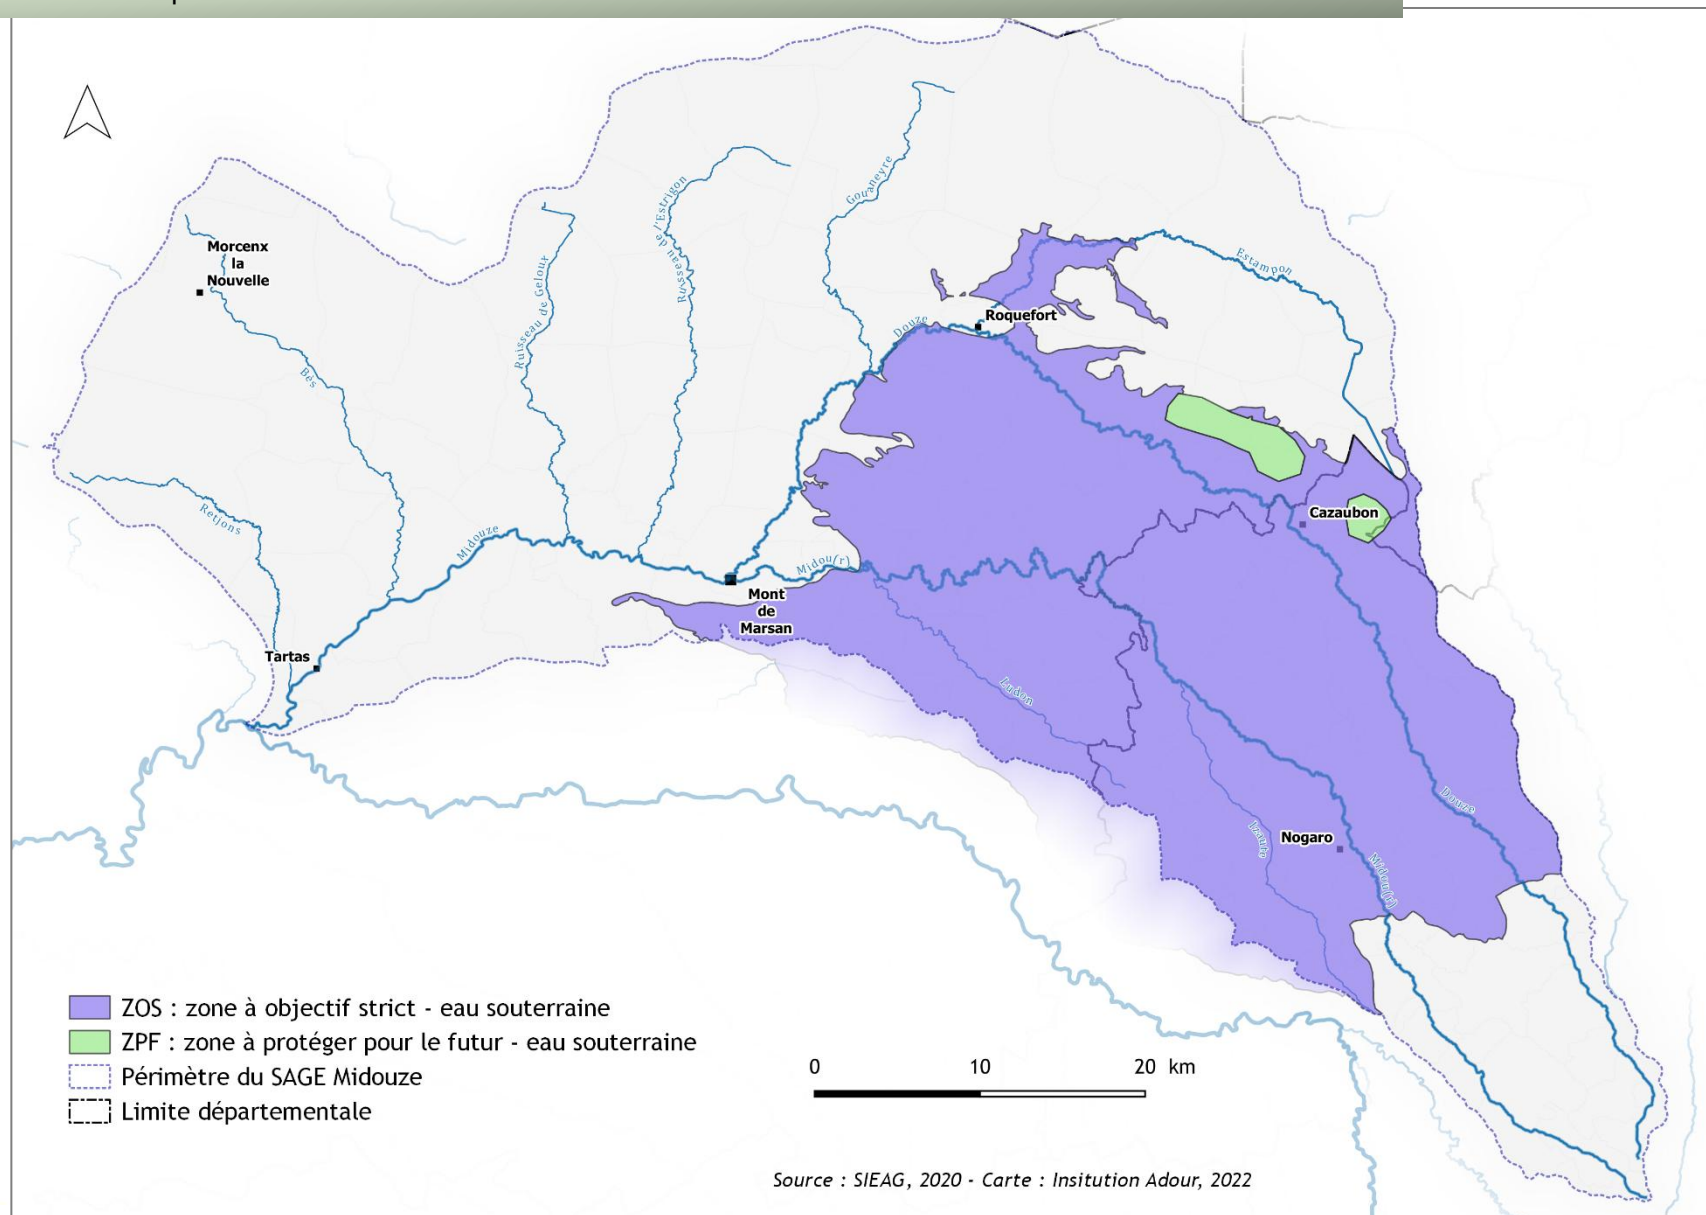 Morcenx
la
Nouvelle
Bès
Retjons
Tartas
Midouze
Ruisseau de Geloux
Ruisseau de l'Estrigon
Gouaneyre
Douze
Roquefort
Estampon
Midou(r)
Mont
de
Marsan
Cazaubon
Ludon
Izaute
Nogaro
Midou(r)
Douze
ZOS : zone à objectif strict - eau souterraine
ZPF : zone à protéger pour le futur - eau souterraine
Périmètre du SAGE Midouze
Limite départementale
0 10 20 km
Source : SIEAG, 2020 - Carte : Insitution Adour, 2022